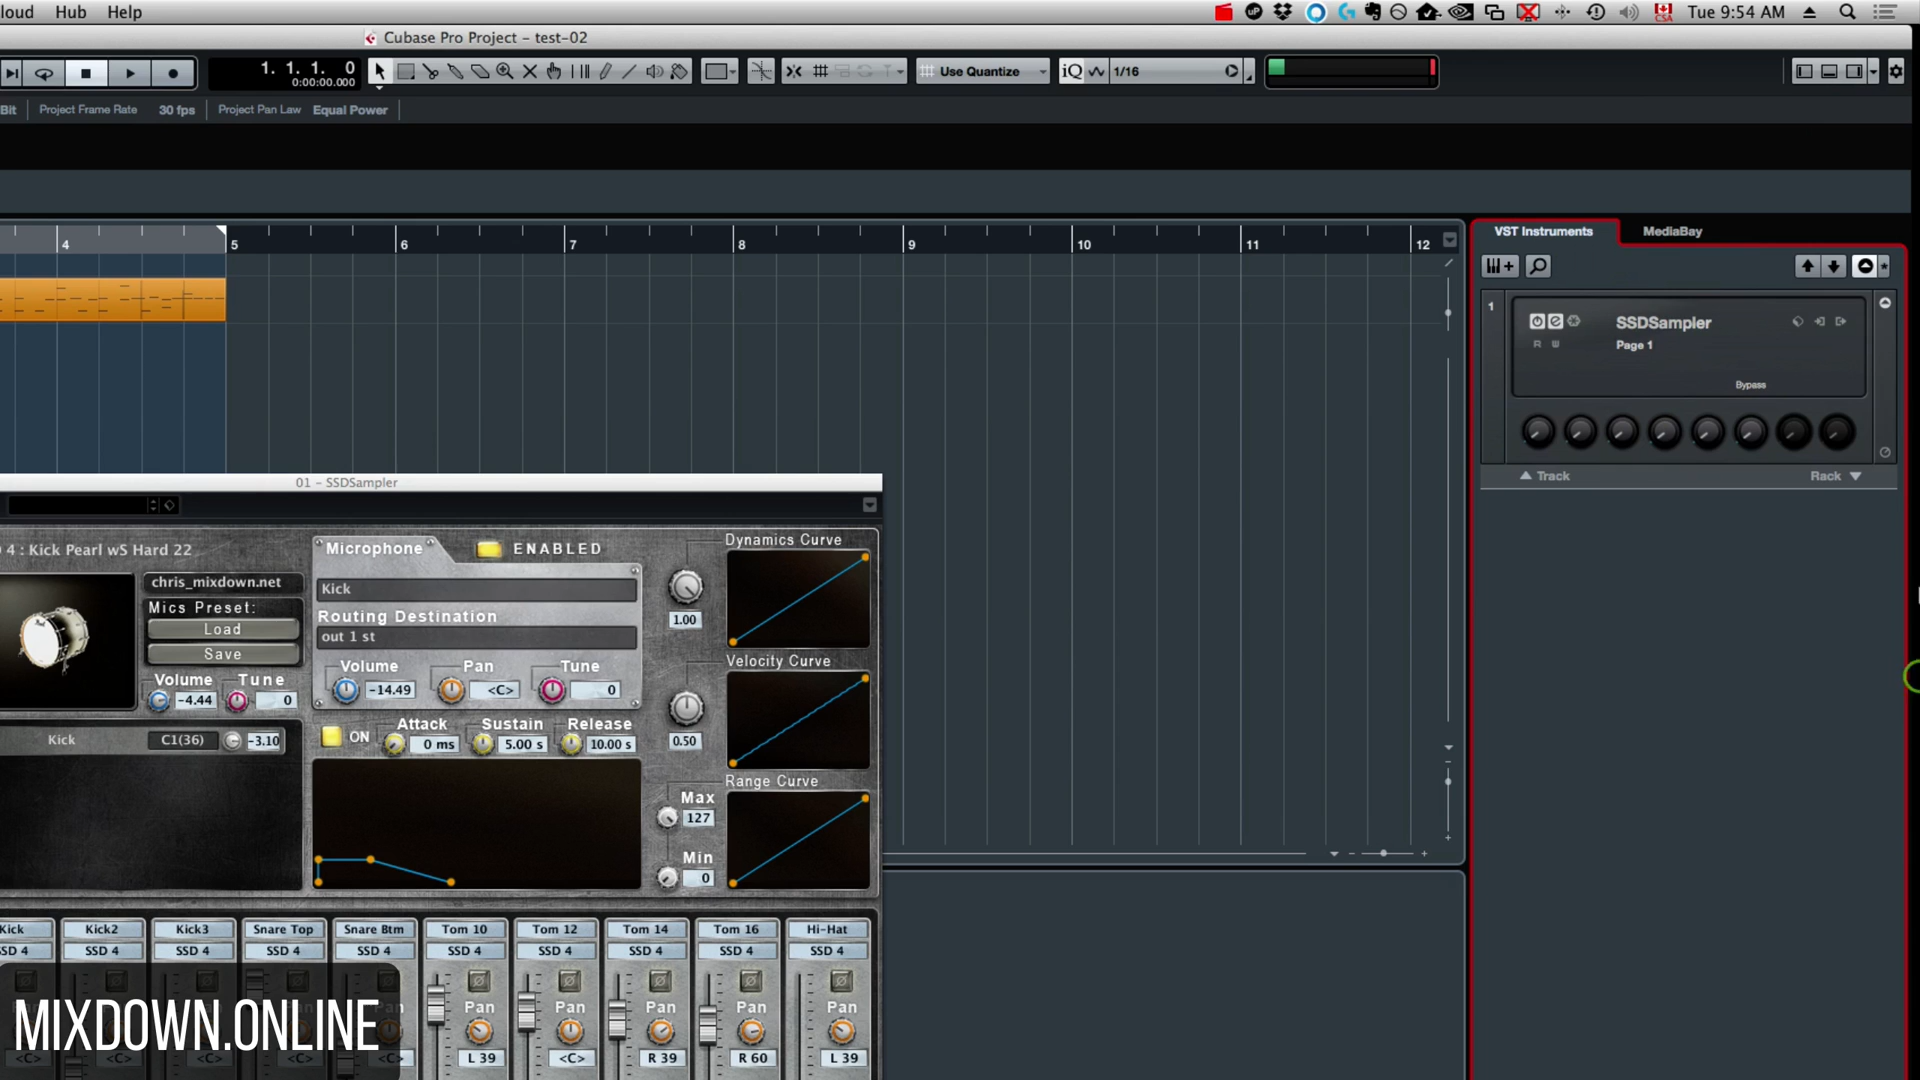 loud Hub Help
Tue 9:54 AM
CSA
Cubase Pro Project - test-02
1. 1. 1. 0
0:00:00.000
Use Quantize
iQ
1/16
Bit
Project Frame Rate 30 fps
Project Pan Law Equal Power
4 5 6 7 8 9 10 11 12
VST Instruments MediaBay
1
SSDSampler
Page 1
R W
Bypass
Track Rack
01 - SSDSampler
4 : Kick Pearl wS Hard 22
chris_mixdown.net
Mics Preset:
Load
Save
Volume Tune
-4.44 0
Kick C1(36) -3.10
Microphone ENABLED
Kick
Routing Destination
out 1 st
Volume Pan Tune
-14.49 <C> 0
ON
Attack Sustain Release
0 ms 5.00 s 10.00 s
Dynamics Curve
1.00
Velocity Curve
0.50
Range Curve
Max
127
Min
0
Kick Kick2 Kick3 Snare Top Snare Btm Tom 10 Tom 12 Tom 14 Tom 16 Hi-Hat
SSD 4 SSD 4 SSD 4 SSD 4 SSD 4 SSD 4 SSD 4 SSD 4 SSD 4 SSD 4
Pan Pan Pan Pan Pan
<C> <C> <C> <C> <C> L 39 <C> R 39 R 60 L 39
MIXDOWN.ONLINE